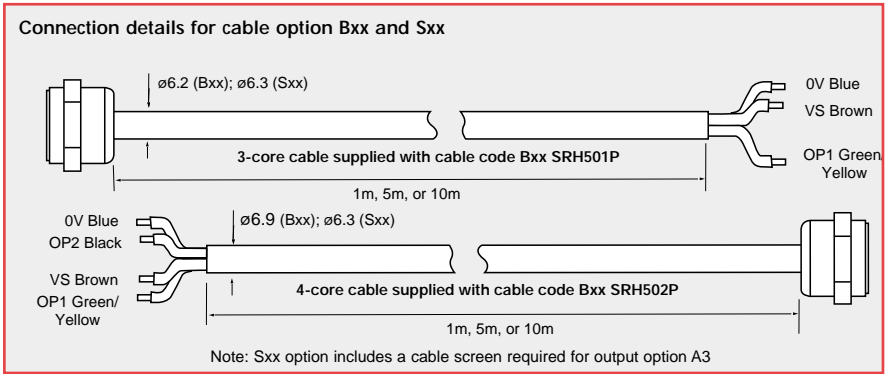 Connection details for cable option Bxx and Sxx
ø6.2 (Bxx); ø6.3 (Sxx)
0V Blue
VS Brown
3-core cable supplied with cable code Bxx SRH501P
OP1 Green/
Yellow
1m, 5m, or 10m
0V Blue
ø6.9 (Bxx); ø6.3 (Sxx)
OP2 Black
VS Brown
4-core cable supplied with cable code Bxx SRH502P
OP1 Green/
Yellow
1m, 5m, or 10m
Note: Sxx option includes a cable screen required for output option A3